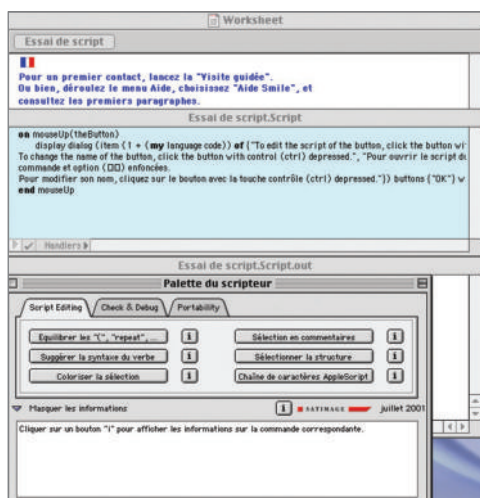 Worksheet
Essai de script
Pour un premier contact, lancez la "Visite guidée".
Ou bien, déroulez le menu Aide, choisissez "Aide Smile", et
consultez les premiers paragraphes.
Essai de script.Script
on mouseUp(theButton)
display dialog (item (1 + (my language code)) of {"To edit the script of the button, click the button wi
To change the name of the button, click the button with control (ctrl) depressed.", "Pour ouvrir le script du
commande et option (□□) enfoncées.
Pour modifier son nom, cliquez sur le bouton avec la touche contrôle (ctrl) depressed."}) buttons {"OK"} w
end mouseUp
Handlers
Essai de script.Script.out
Palette du scripteur
Script Editing Check & Debug Portability
Equilibrer les "(", "repeat", ... i Sélection en commentaires i
Suggérer la syntaxe du verbe i Sélectionner la structure i
Coloriser la sélection i Chaîne de caractères AppleScript i
Masquer les informations i SATIMAGE juillet 2001
Cliquer sur un bouton "i" pour afficher les informations sur la commande correspondante.